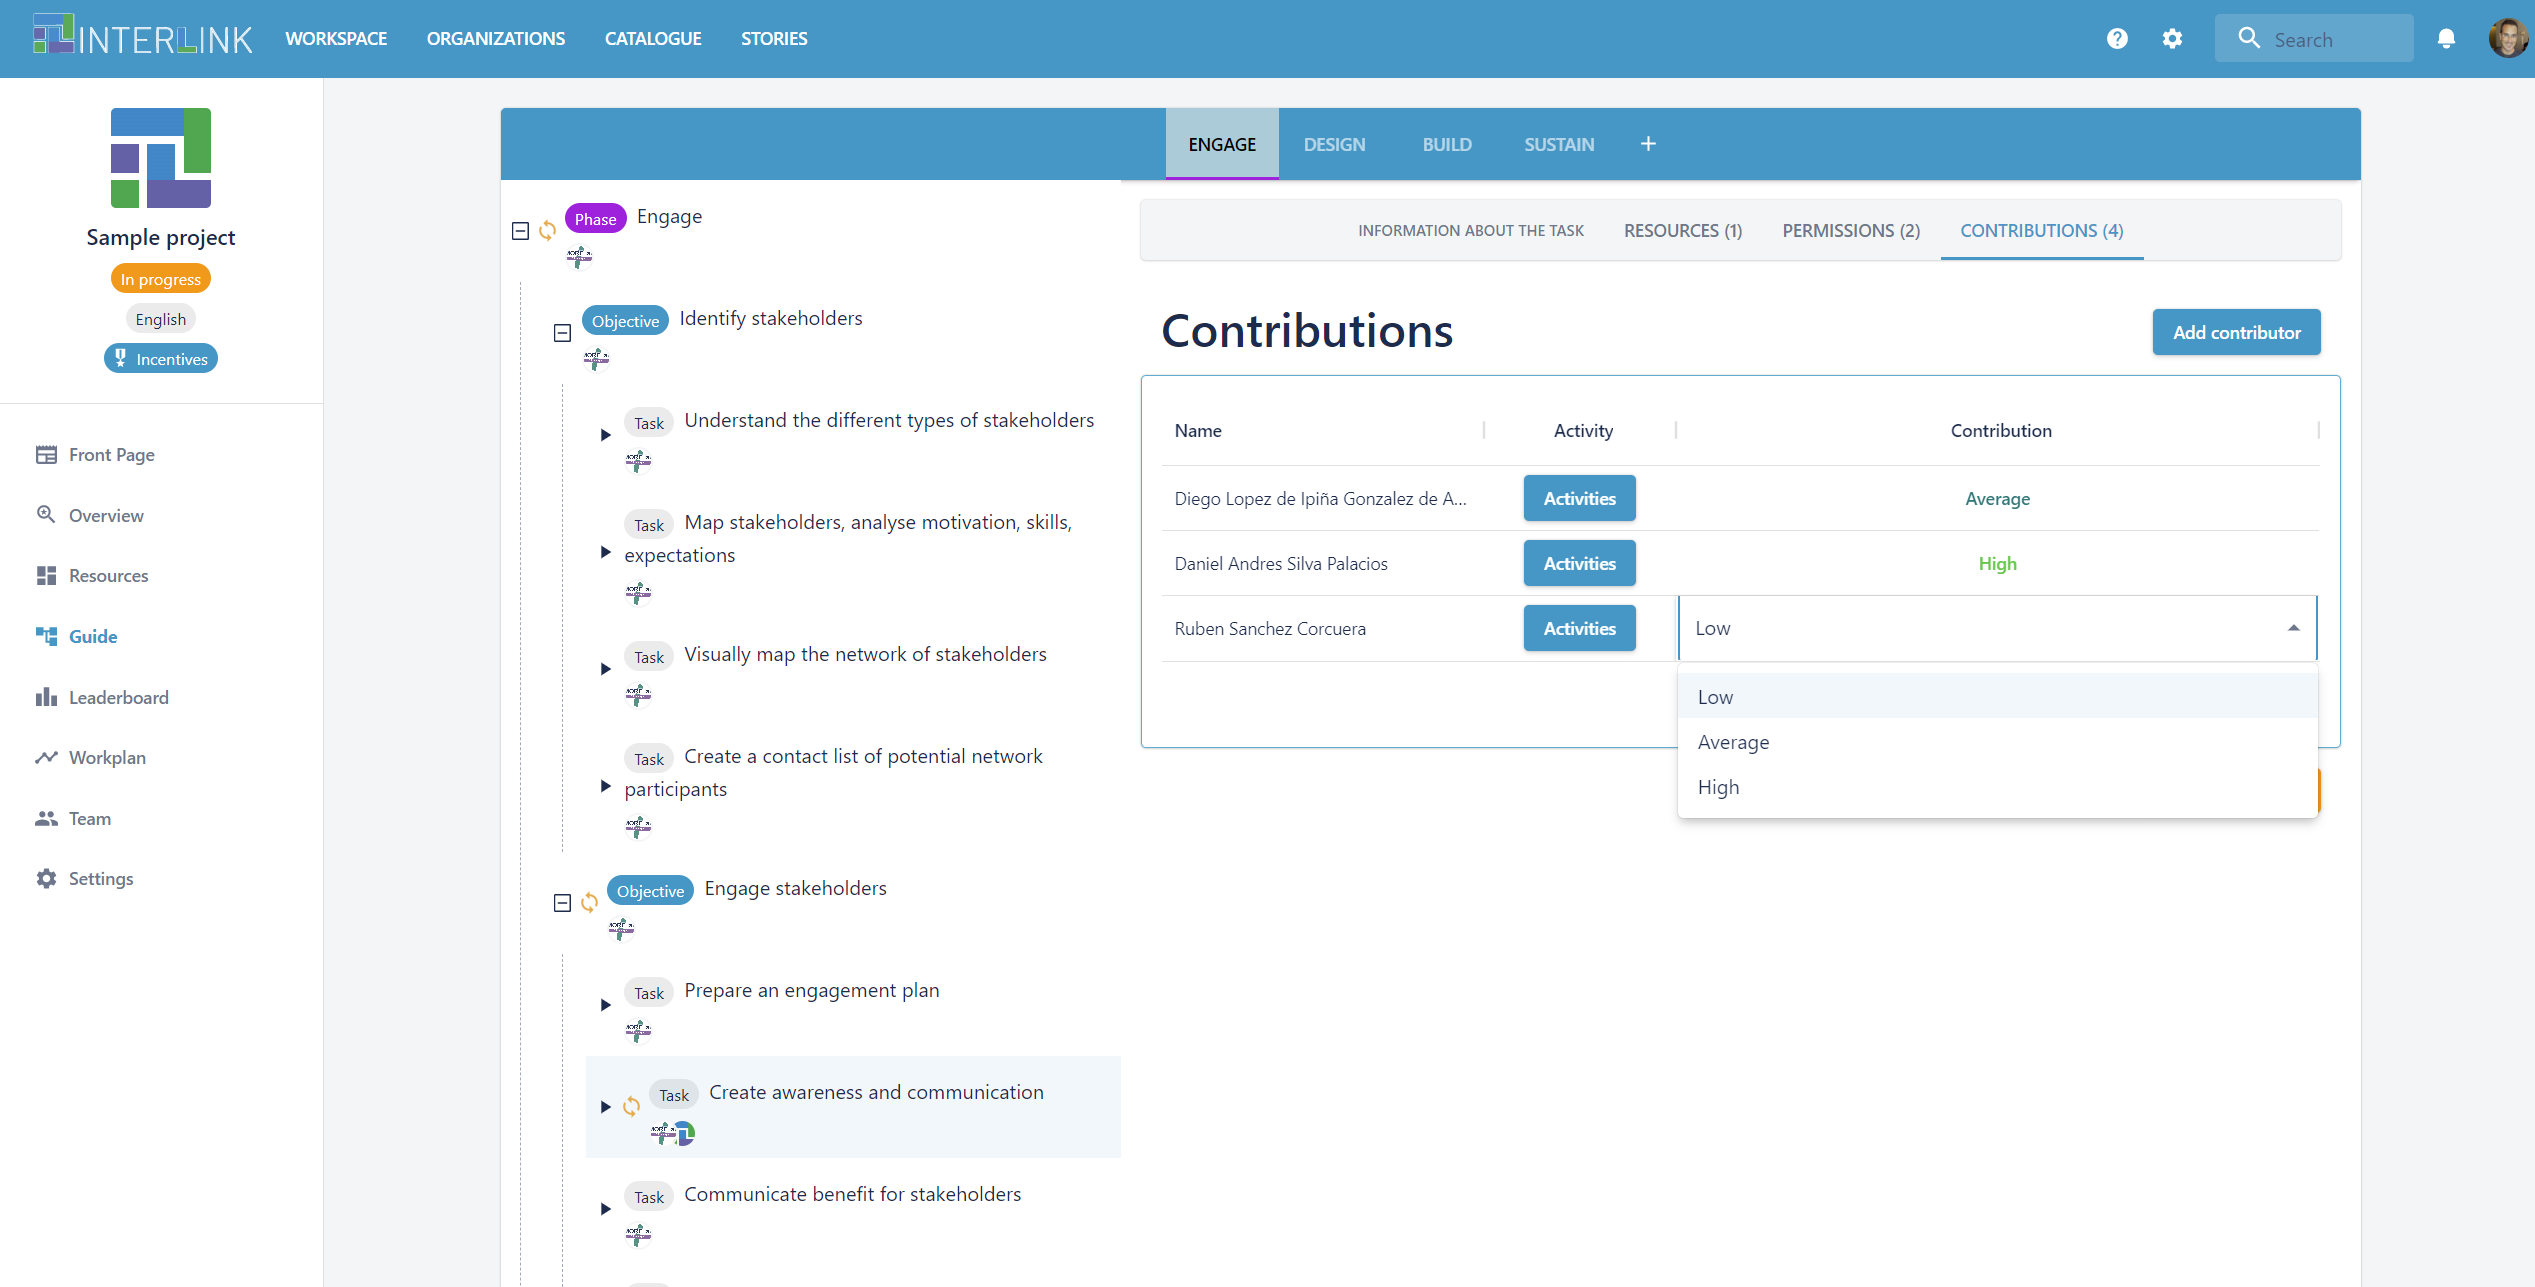 INTERLINK
WORKSPACE
ORGANIZATIONS
CATALOGUE
STORIES
Search
Sample project
In progress
English
Incentives
Front Page
Overview
Resources
Guide
Leaderboard
Workplan
Team
Settings
ENGAGE
DESIGN
BUILD
SUSTAIN
+
Phase Engage
Objective Identify stakeholders
Task Understand the different types of stakeholders
Task Map stakeholders, analyse motivation, skills,
expectations
Task Visually map the network of stakeholders
Task Create a contact list of potential network
participants
Objective Engage stakeholders
Task Prepare an engagement plan
Task Create awareness and communication
Task Communicate benefit for stakeholders
INFORMATION ABOUT THE TASK
RESOURCES (1)
PERMISSIONS (2)
CONTRIBUTIONS (4)
Contributions
Add contributor
Name Activity Contribution
Diego Lopez de Ipiña Gonzalez de A... Activities Average
Daniel Andres Silva Palacios Activities High
Ruben Sanchez Corcuera Activities Low
Low
Average
High